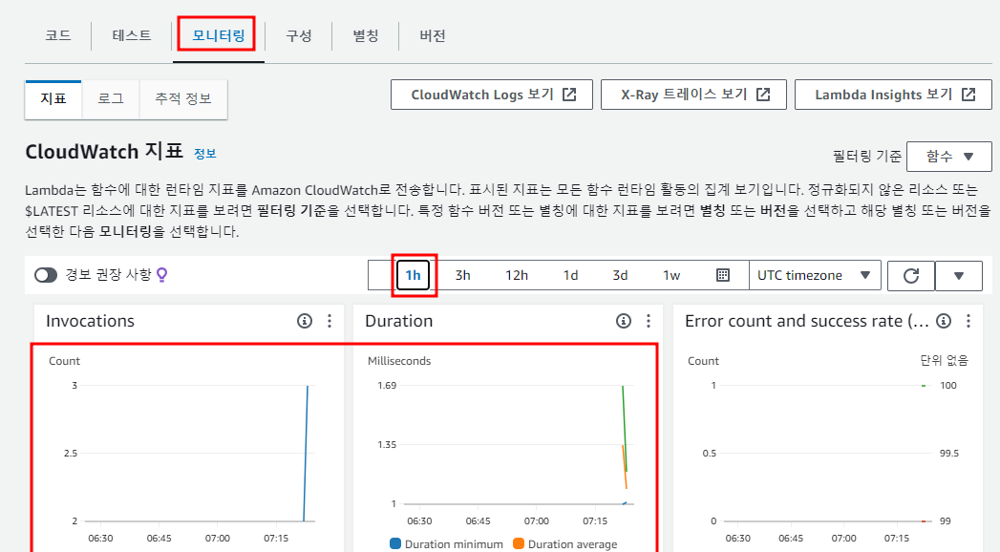 코드 테스트 모니터링 구성 별칭 버전
지표 로그 추적 정보 CloudWatch Logs 보기 X-Ray 트레이스 보기 Lambda Insights 보기
CloudWatch 지표 정보 필터링 기준 함수
Lambda는 함수에 대한 런타임 지표를 Amazon CloudWatch로 전송합니다. 표시된 지표는 모든 함수 런타임 활동의 집계 보기입니다. 정규화되지 않은 리소스 또는
$LATEST 리소스에 대한 지표를 보려면 필터링 기준을 선택합니다. 특정 함수 버전 또는 별칭에 대한 지표를 보려면 별칭 또는 버전을 선택하고 해당 별칭 또는 버전을
선택한 다음 모니터링을 선택합니다.
경보 권장 사항 1h 3h 12h 1d 3d 1w UTC timezone
Invocations Duration Error count and success rate (...
Count Milliseconds Count 단위 없음
3 1.69 1 100
2.5 1.35 0.5 99.5
2 1 0 99
06:30 06:45 07:00 07:15 06:30 06:45 07:00 07:15 06:30 06:45 07:00 07:15
Duration minimum Duration average